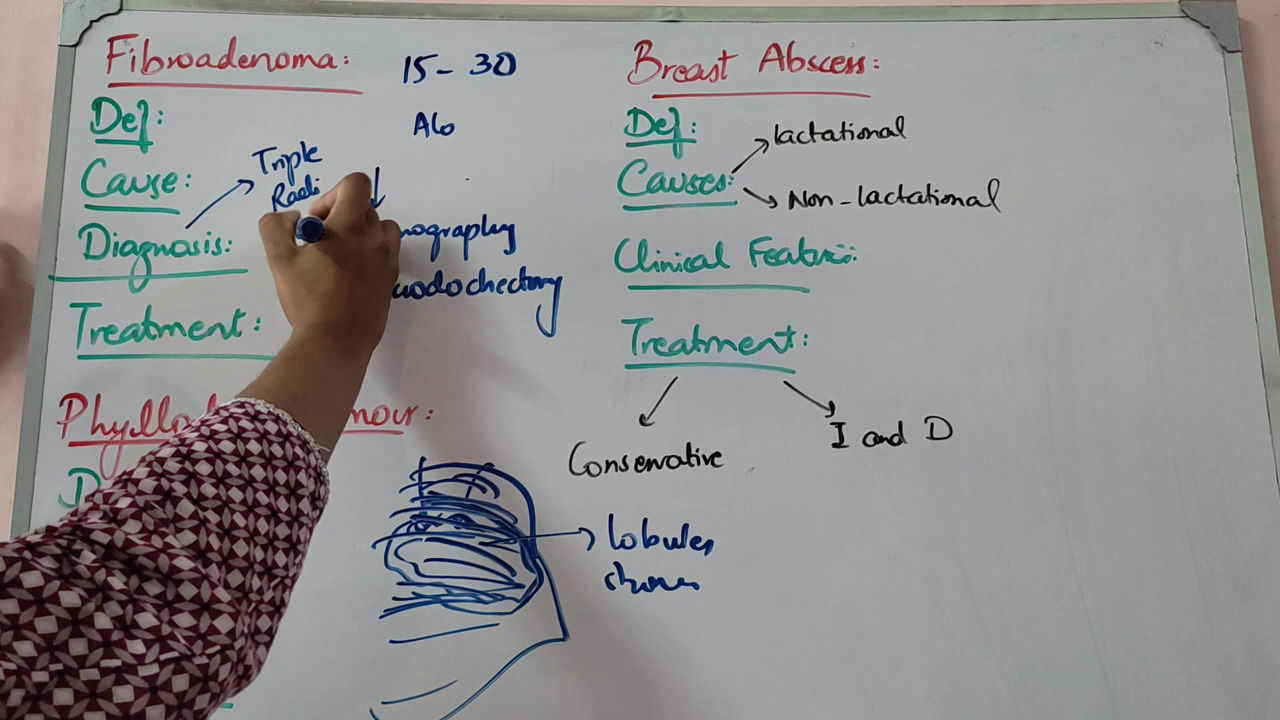 Fibroadenoma:
15 - 30
Def:
Cause:
Triple
Radi
Diagnosis:
Treatment:
Breast Abscess:
Def:
Causes:
lactational
Non-lactational
Clinical Features:
Treatment:
Conservative
I and D
lobules